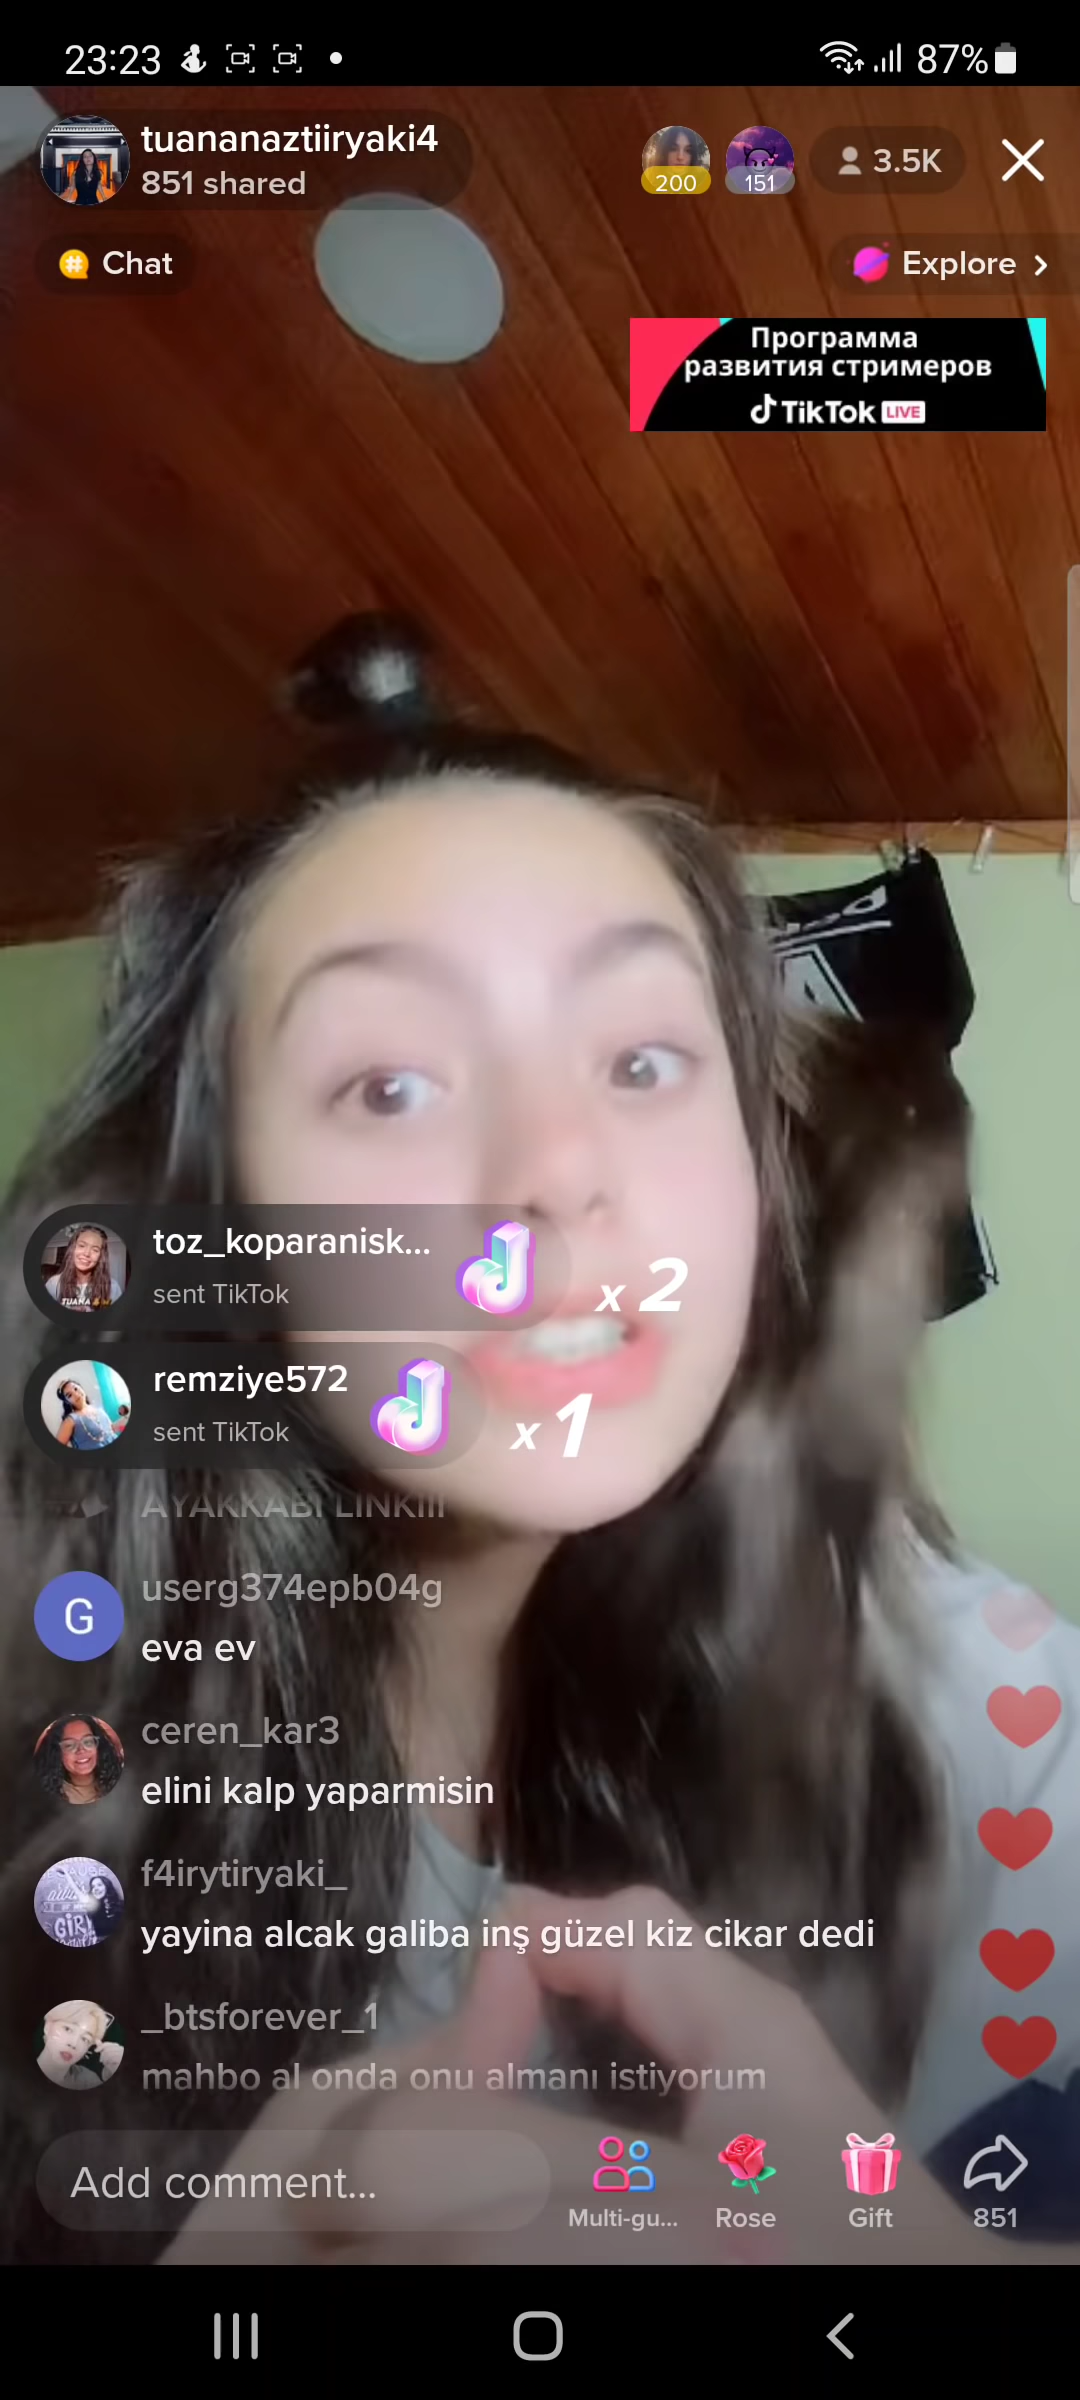 23:23
87%
tuananaztiiryaki4
851 shared
200
151
3.5K
# Chat
Explore
Программа
развития стримеров
TikTok LIVE
toz_koparanisk...
sent TikTok
x 2
remziye572
sent TikTok
x 1
AYAKKABI LINKIII
G
userg374epb04g
eva ev
ceren_kar3
elini kalp yaparmisin
f4irytiryaki_
yayina alcak galiba inş güzel kiz cikar dedi
_btsforever_1
mahbo al onda onu almanı istiyorum
Add comment...
Multi-gu...
Rose
Gift
851